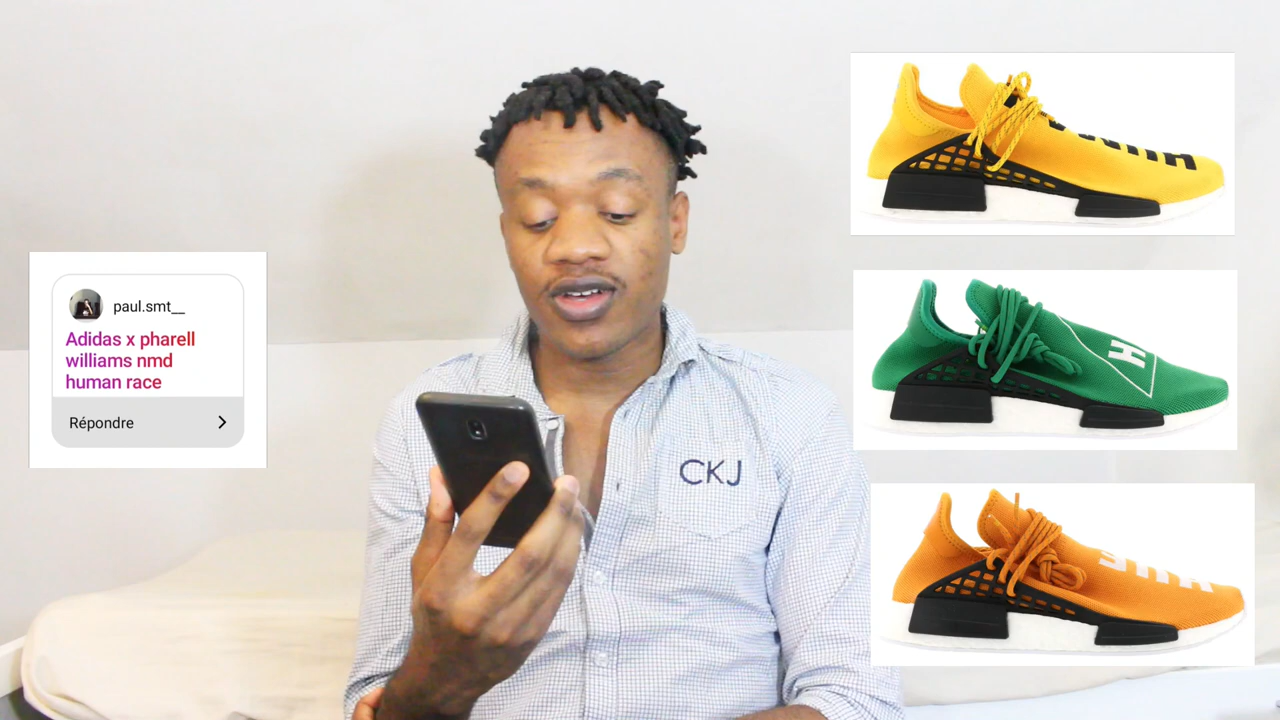 paul.smt__
Adidas x pharell
williams nmd
human race
Répondre
CKJ